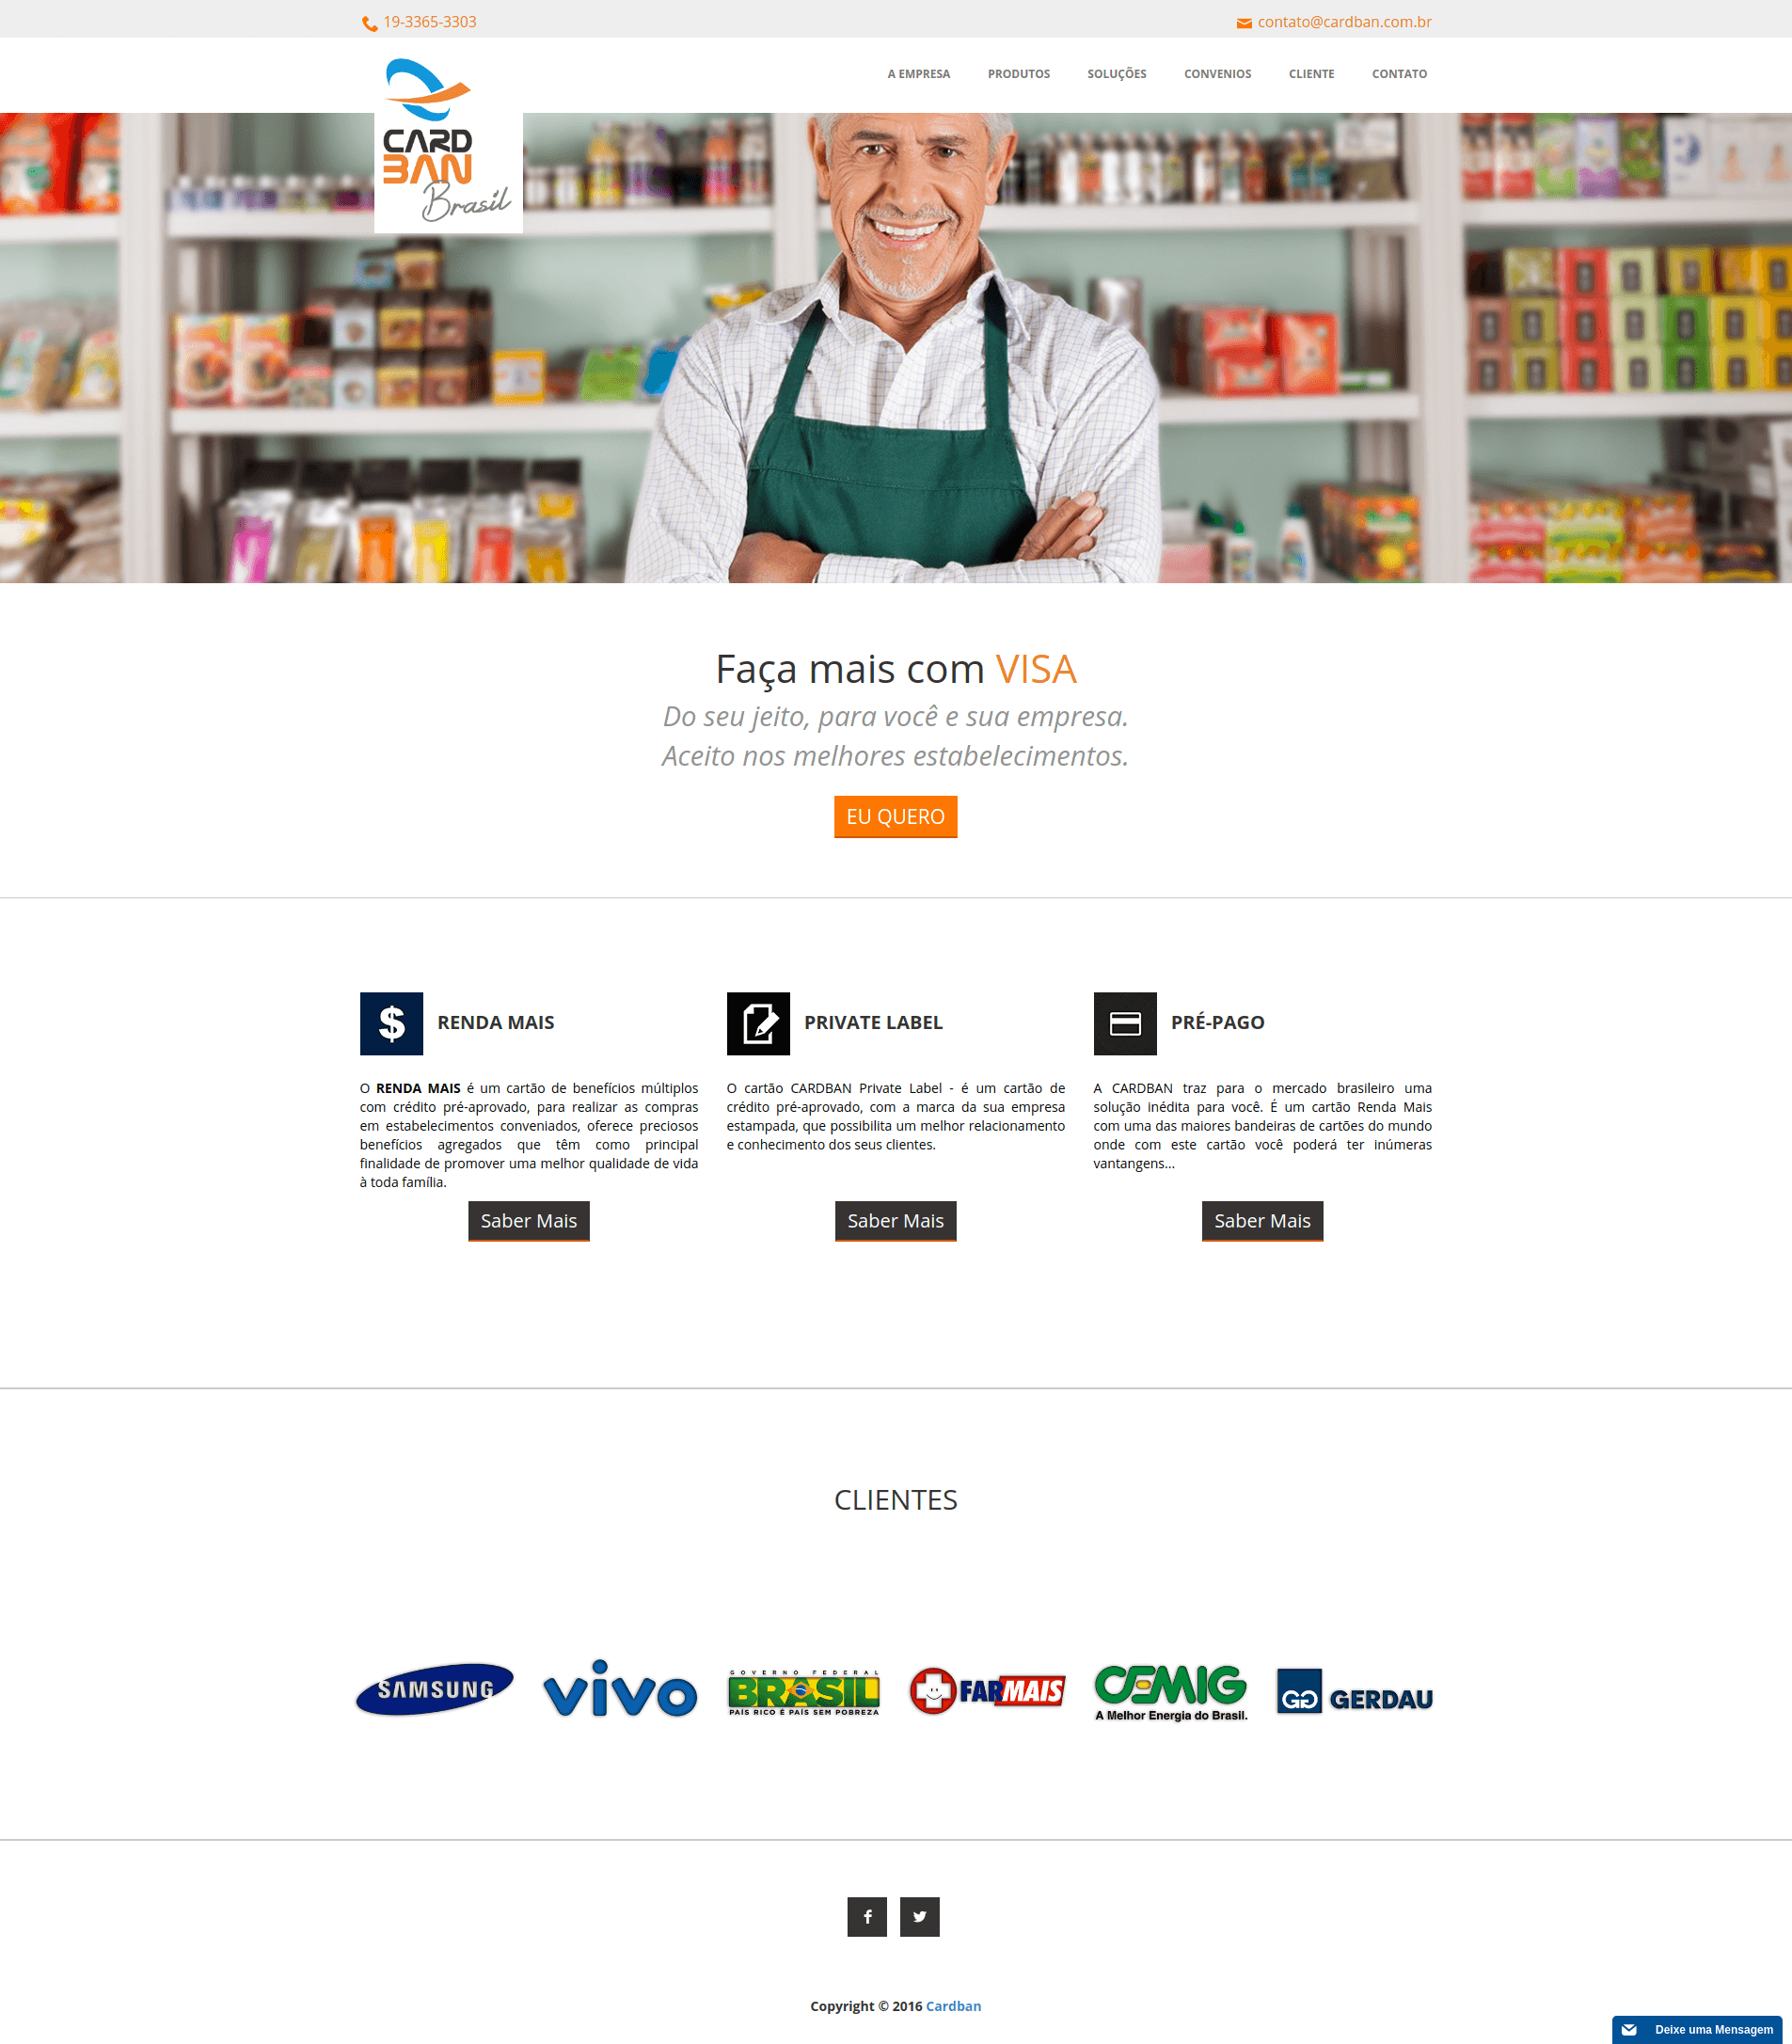 19-3365-3303
contato@cardban.com.br
CARD
BAN
Brasil
A EMPRESA
PRODUTOS
SOLUÇÕES
CONVENIOS
CLIENTE
CONTATO
Faça mais com VISA
Do seu jeito, para você e sua empresa.
Aceito nos melhores estabelecimentos.
EU QUERO
RENDA MAIS
O RENDA MAIS é um cartão de benefícios múltiplos
com crédito pré-aprovado, para realizar as compras
em estabelecimentos conveniados, oferece preciosos
benefícios agregados que têm como principal
finalidade de promover uma melhor qualidade de vida
à toda família.
Saber Mais
PRIVATE LABEL
O cartão CARDBAN Private Label - é um cartão de
crédito pré-aprovado, com a marca da sua empresa
estampada, que possibilita um melhor relacionamento
e conhecimento dos seus clientes.
Saber Mais
PRÉ-PAGO
A CARDBAN traz para o mercado brasileiro uma
solução inédita para você. É um cartão Renda Mais
com uma das maiores bandeiras de cartões do mundo
onde com este cartão você poderá ter inúmeras
vantangens...
Saber Mais
CLIENTES
SAMSUNG
vivo
GOVERNO FEDERAL
BRASIL
PAÍS RICO É PAÍS SEM POBREZA
FARMAIS
CEMIG
A Melhor Energia do Brasil.
GG GERDAU
Copyright © 2016 Cardban
Deixe uma Mensagem